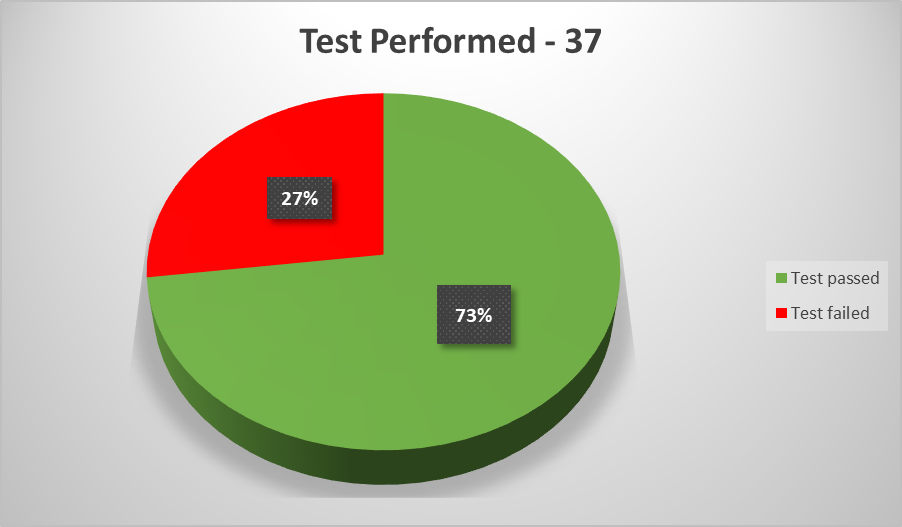 Test Performed - 37
27%
73%
Test passed
Test failed